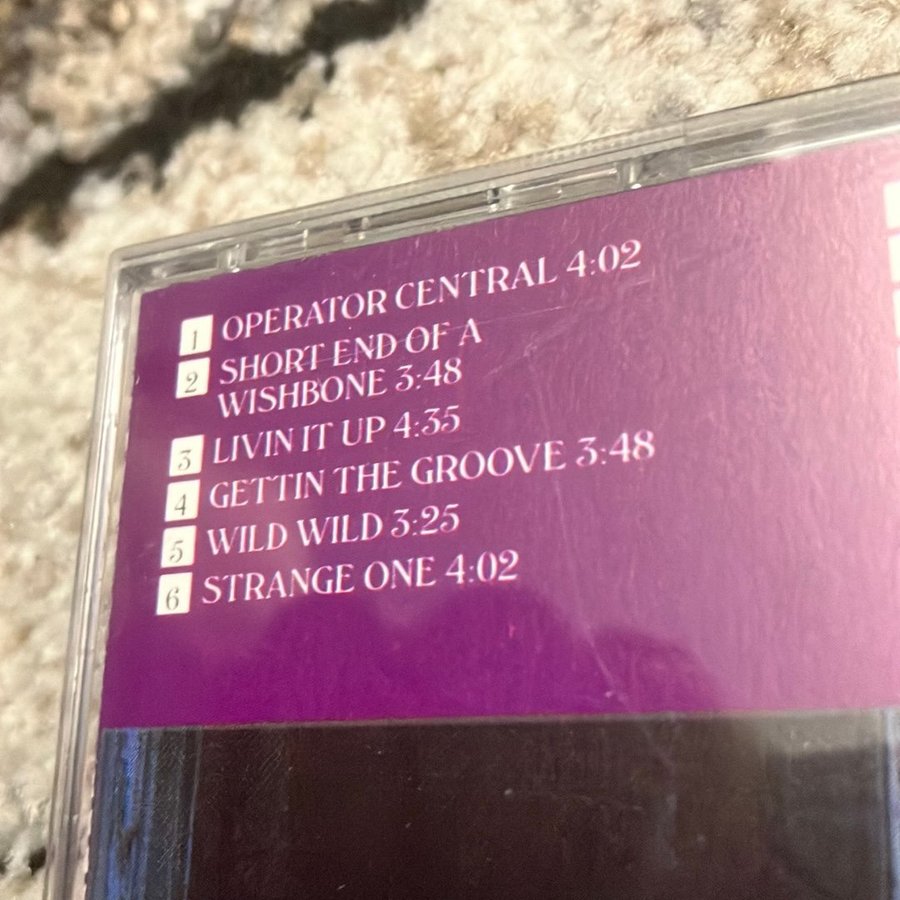 1 OPERATOR CENTRAL 4:02
2 SHORT END OF A
WISHBONE 3:48
3 LIVIN IT UP 4:35
4 GETTIN THE GROOVE 3:48
5 WILD WILD 3:25
6 STRANGE ONE 4:02